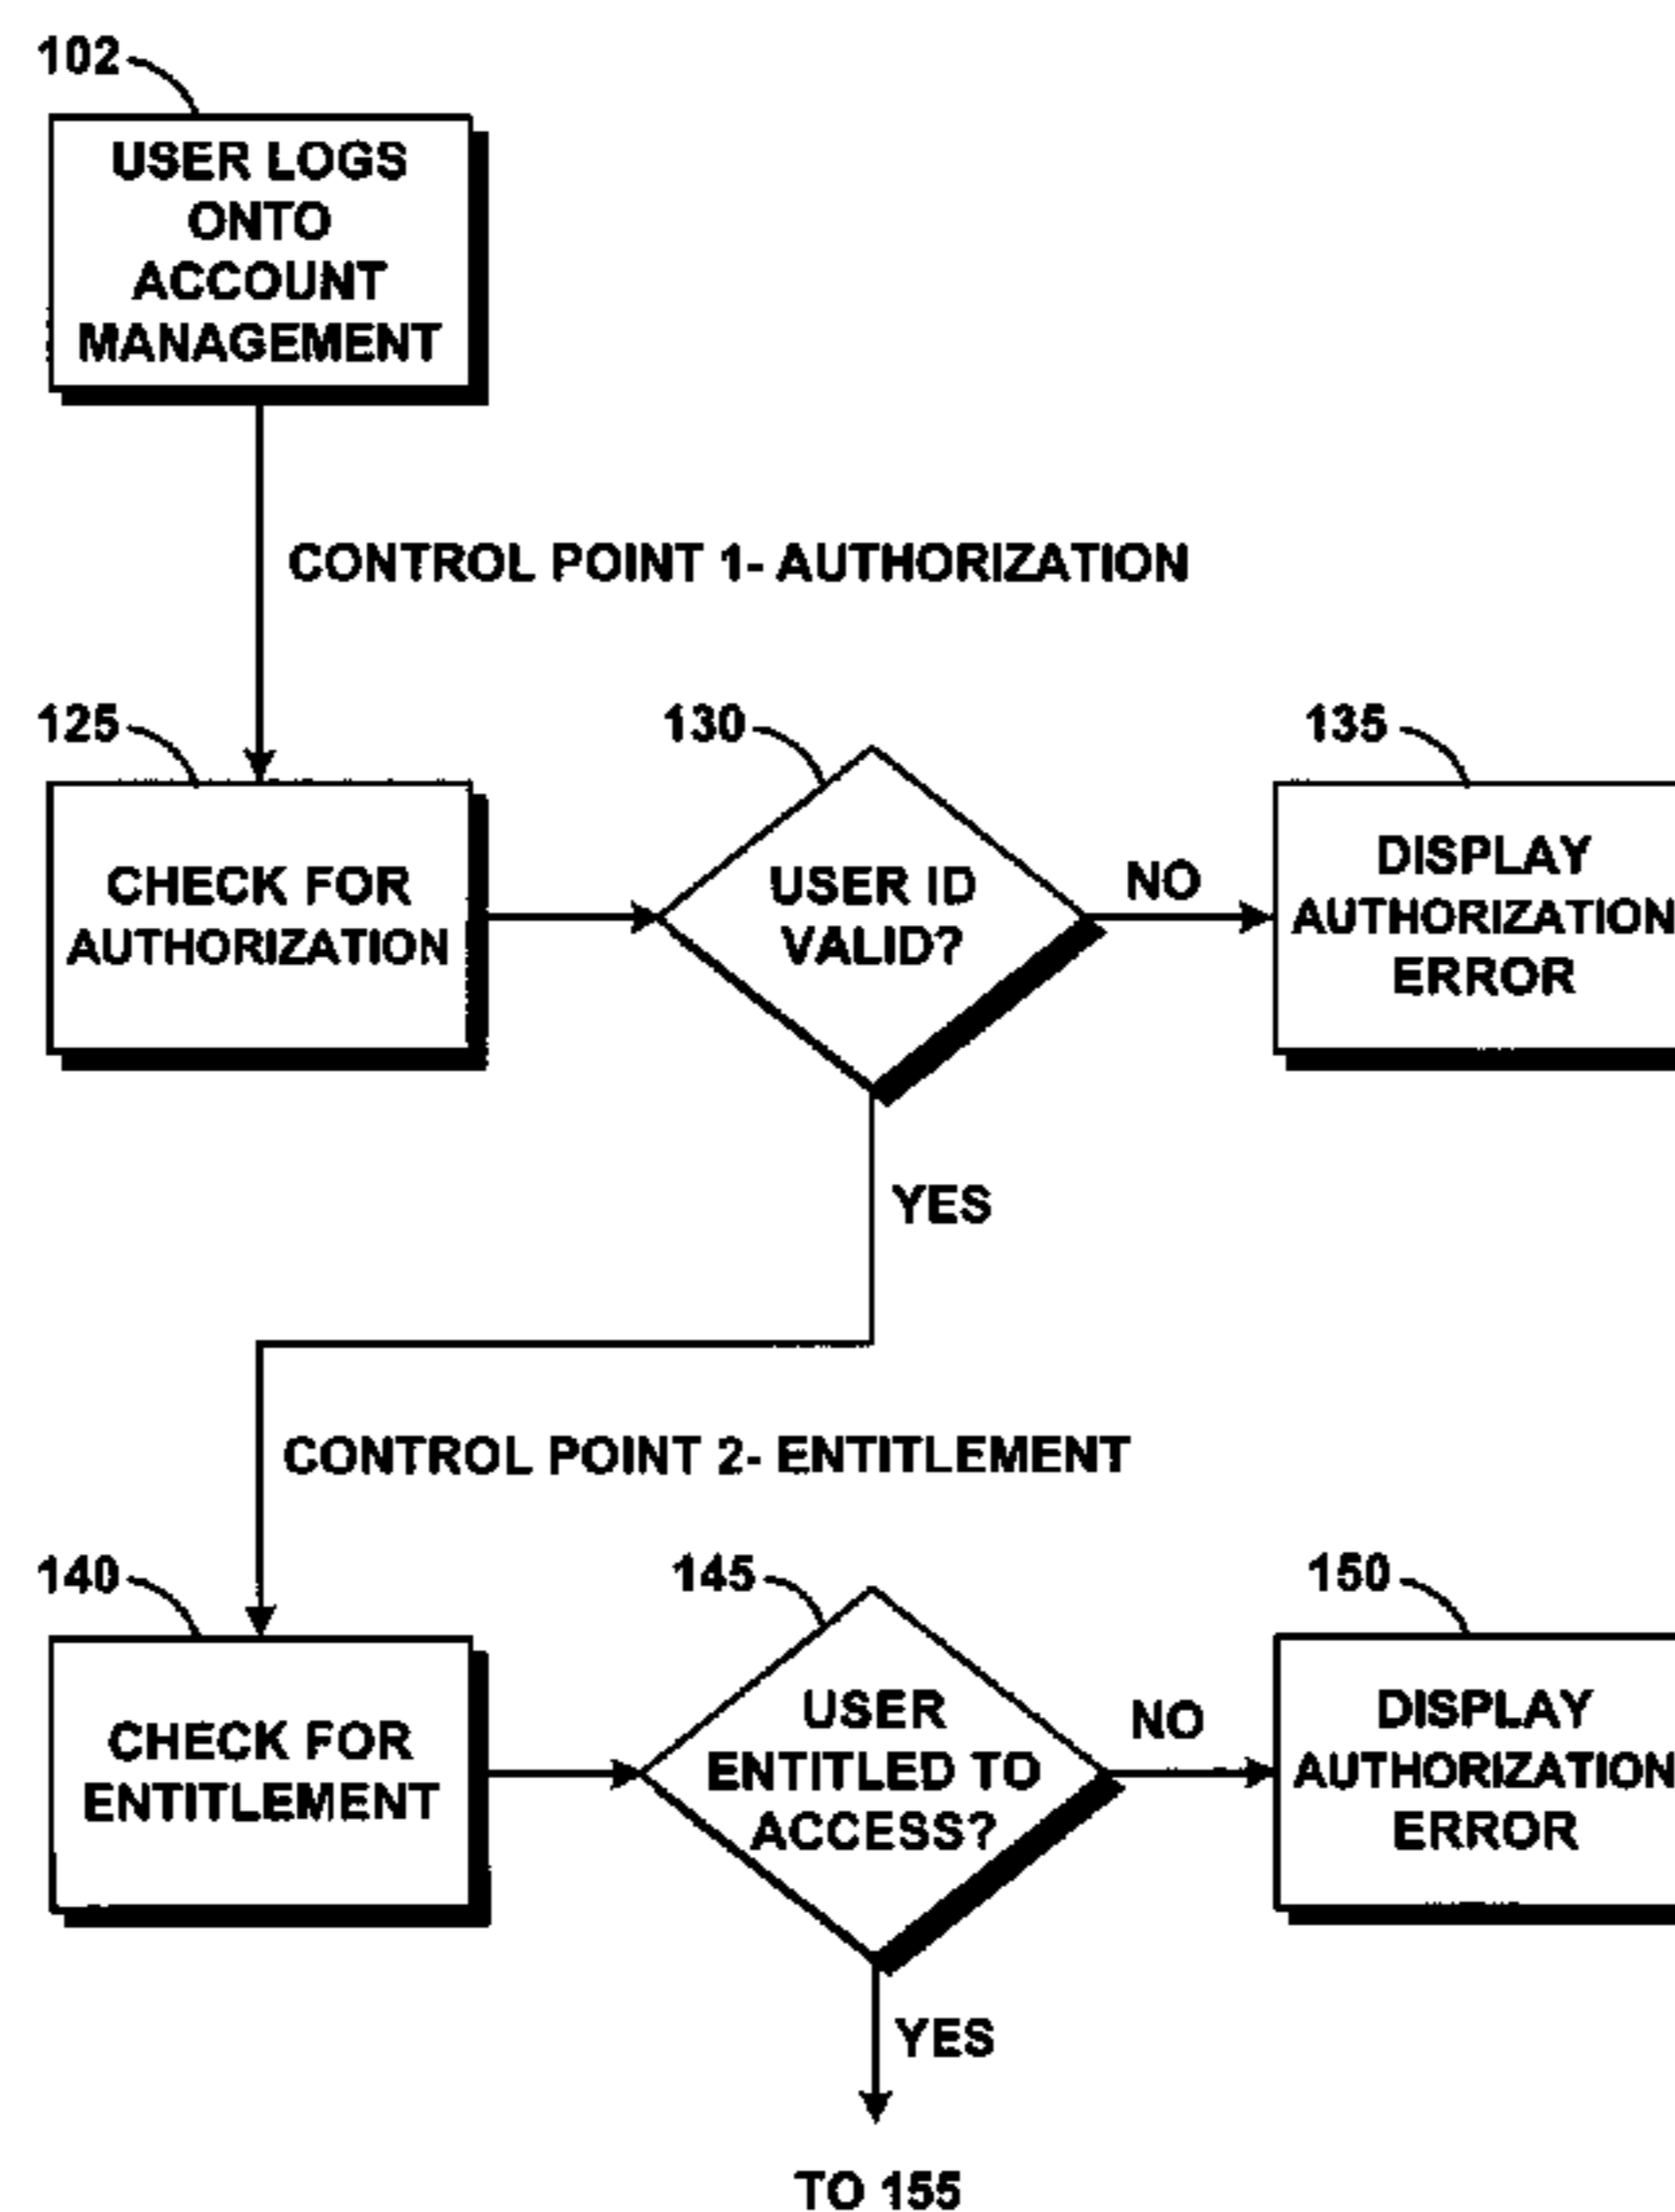 102
USER LOGS
ONTO
ACCOUNT
MANAGEMENT
CONTROL POINT 1- AUTHORIZATION
125
CHECK FOR
AUTHORIZATION
130
USER ID
VALID?
NO
135
DISPLAY
AUTHORIZATION
ERROR
YES
CONTROL POINT 2- ENTITLEMENT
140
CHECK FOR
ENTITLEMENT
145
USER
ENTITLED TO
ACCESS?
NO
150
DISPLAY
AUTHORIZATION
ERROR
YES
TO 155